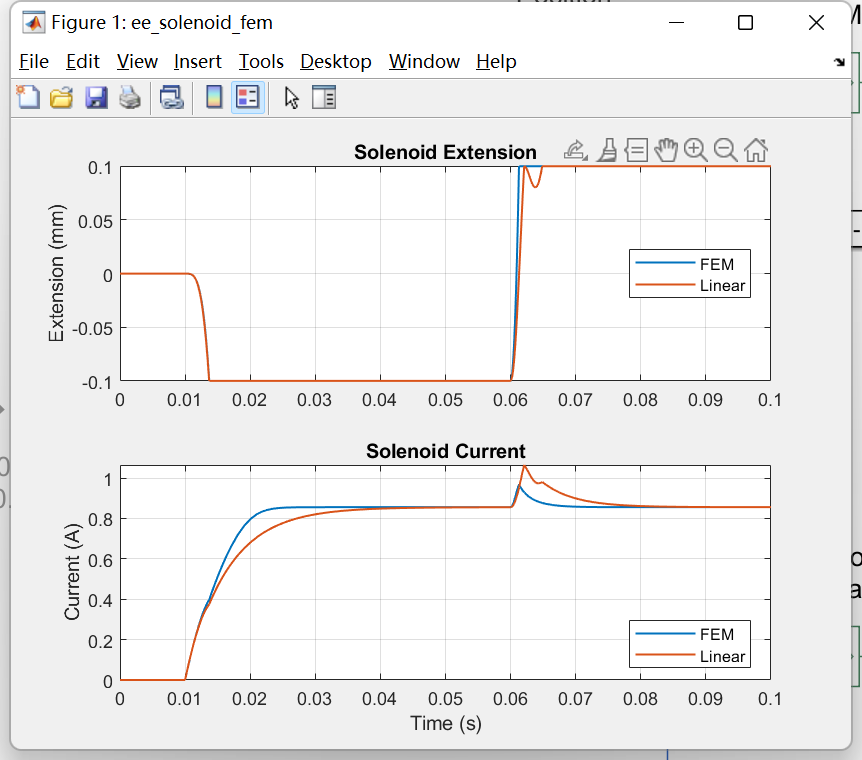 Figure 1: ee_solenoid_fem
File Edit View Insert Tools Desktop Window Help
Solenoid Extension
0.1
0.05
0
-0.05
-0.1
Extension (mm)
FEM
Linear
0 0.01 0.02 0.03 0.04 0.05 0.06 0.07 0.08 0.09 0.1
Solenoid Current
1
0.8
0.6
0.4
0.2
0
Current (A)
FEM
Linear
0 0.01 0.02 0.03 0.04 0.05 0.06 0.07 0.08 0.09 0.1
Time (s)